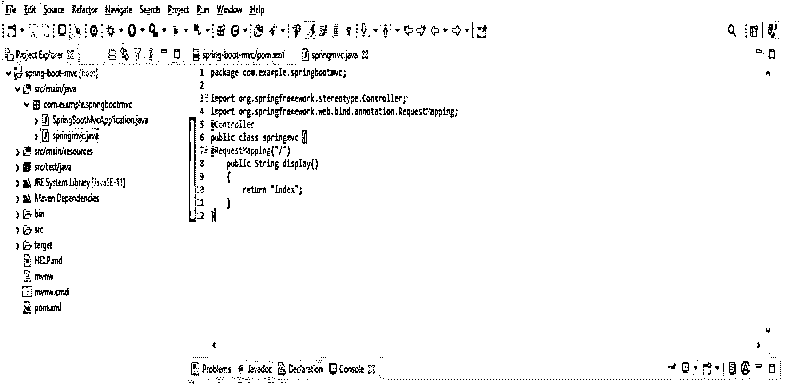 File Edit Source Refactor Navigate Search Project Run Window Help
Project Explorer
spring-boot-mvc/pom.xml
springmvc.java
spring-boot-mvc [boot]
src/main/java
com.example.springbootmvc
SpringBootMvcApplication.java
springmvc.java
src/main/resources
src/test/java
JRE System Library [JavaSE-11]
Maven Dependencies
bin
src
target
HELP.md
mvnw
mvnw.cmd
pom.xml
1 package com.example.springbootmvc;
2
3 import org.springframework.stereotype.Controller;
4 import org.springframework.web.bind.annotation.RequestMapping;
5 @Controller
6 public class springmvc {
7 @RequestMapping("/")
8 public String display()
9 {
10 return "index";
11 }
12 }
Problems Javadoc Declaration Console